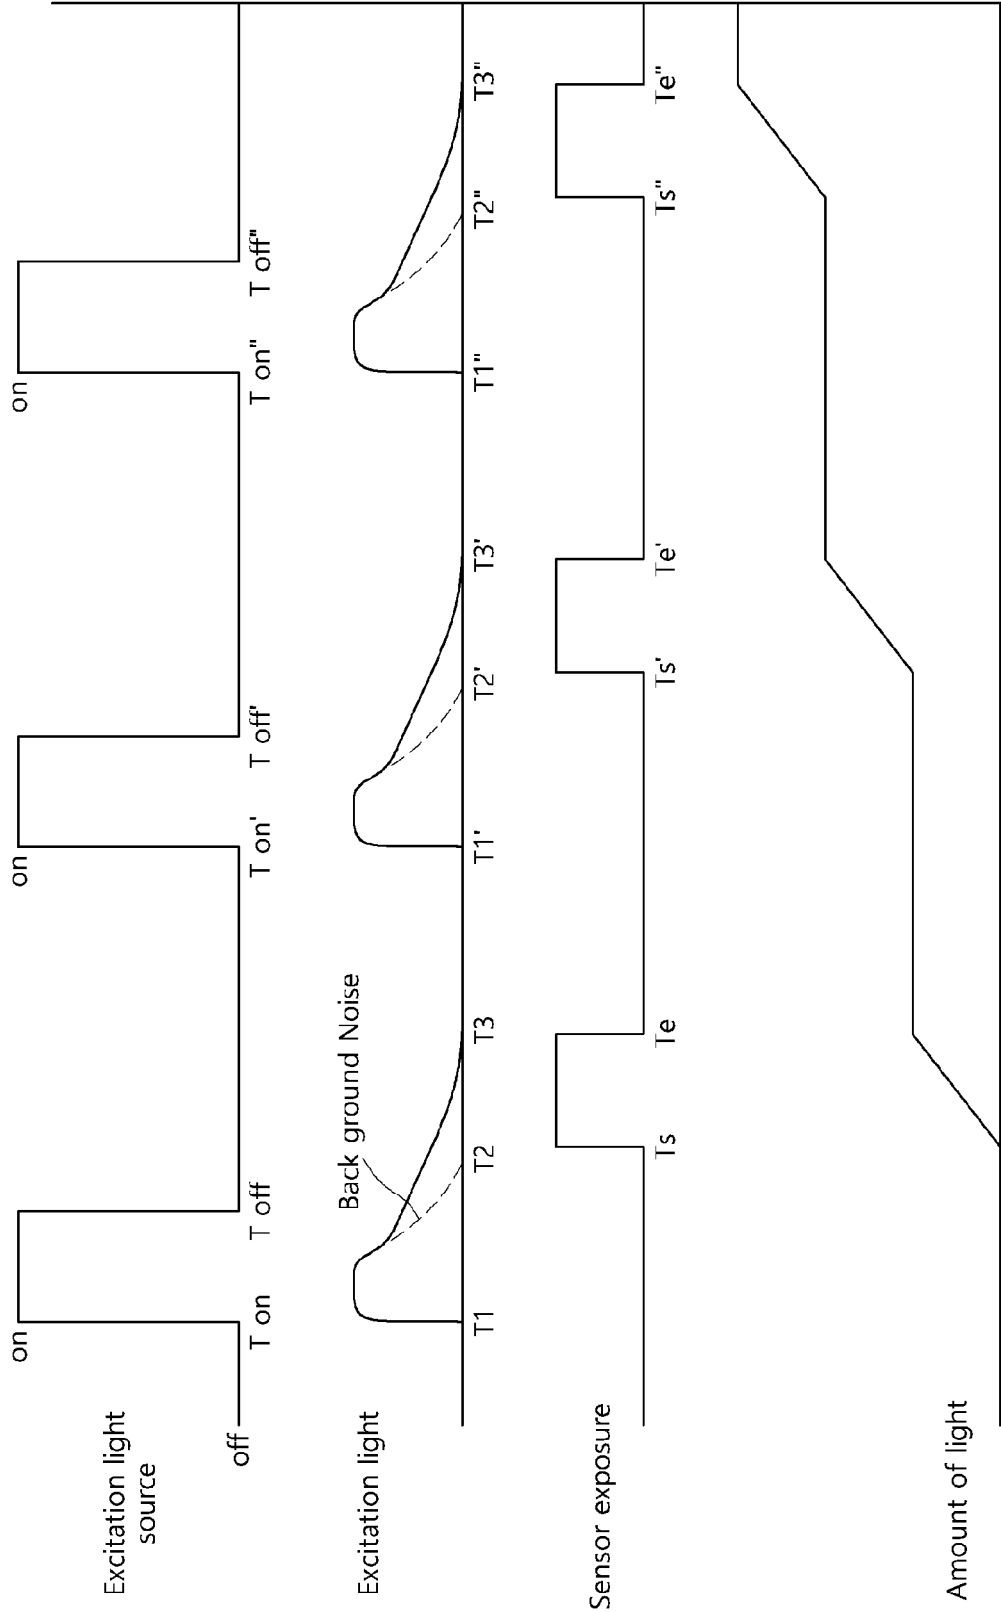 Excitation light
source
on
on
on
off
T on
T off
T on'
T off'
T on"
T off"
Excitation light
Back ground Noise
T1
T2
T3
T1'
T2'
T3'
T1"
T2"
T3"
Sensor exposure
Ts
Te
Ts'
Te'
Ts"
Te"
Amount of light